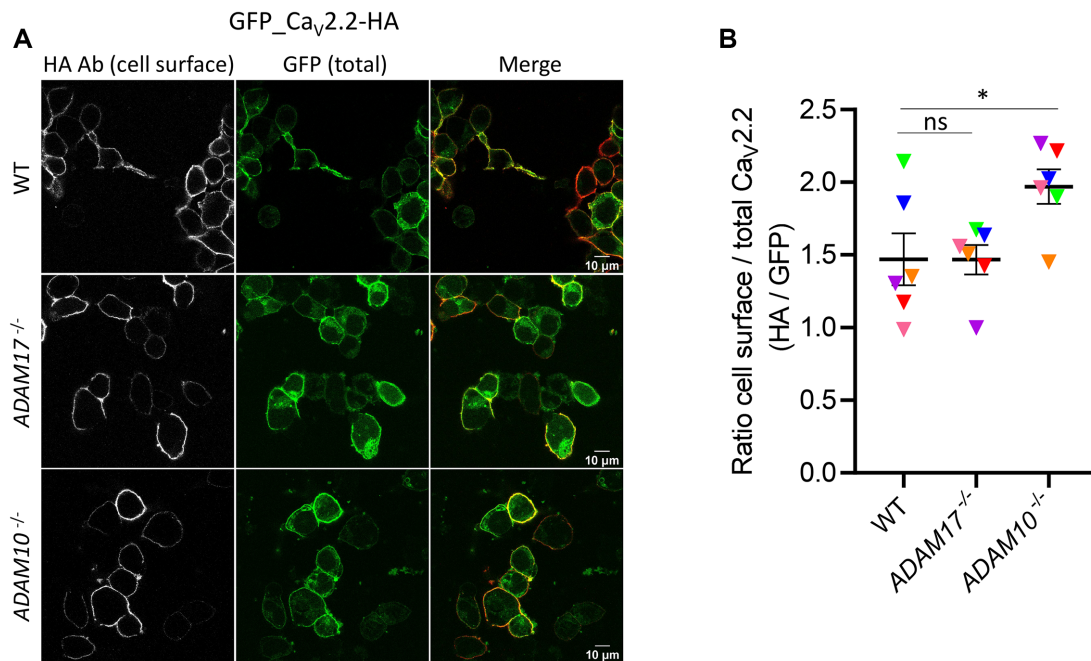 GFP_CaV2.2-HA
A
HA Ab (cell surface) GFP (total) Merge
WT
10 µm
ADAM17 -/-
10 µm
ADAM10 -/-
10 µm
B
Ratio cell surface / total CaV2.2
(HA / GFP)
*
ns
2.5
2.0
1.5
1.0
0.5
0.0
WT
ADAM17 -/-
ADAM10 -/-